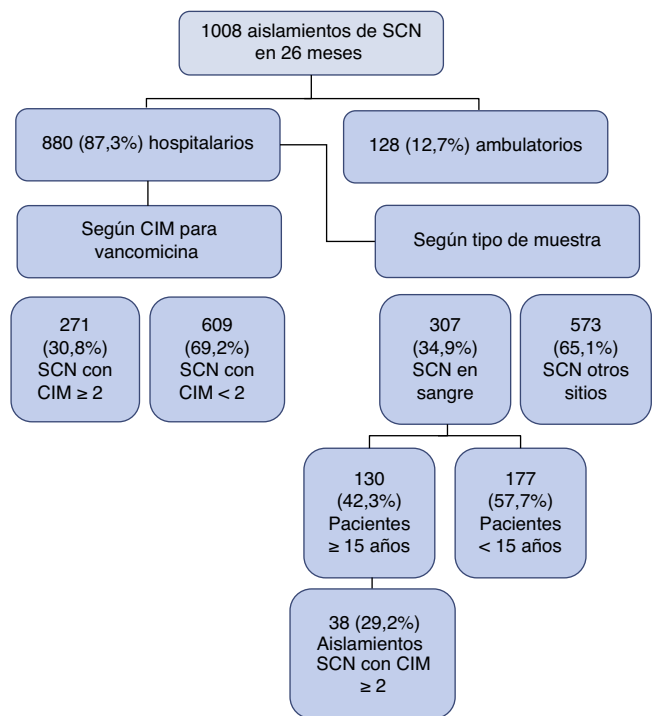 1008 aislamientos de SCN
en 26 meses
880 (87,3%) hospitalarios
128 (12,7%) ambulatorios
Según CIM para
vancomicina
Según tipo de muestra
271
(30,8%)
SCN con
CIM ≥ 2
609
(69,2%)
SCN con
CIM < 2
307
(34,9%)
SCN en
sangre
573
(65,1%)
SCN otros
sitios
130
(42,3%)
Pacientes
≥ 15 años
177
(57,7%)
Pacientes
< 15 años
38 (29,2%)
Aislamientos
SCN con CIM
≥ 2